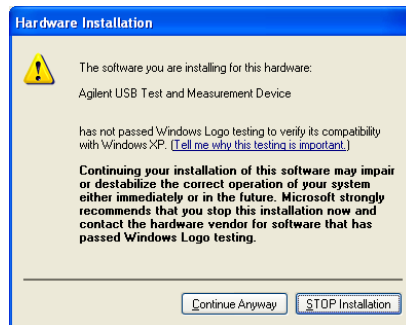 Hardware Installation
The software you are installing for this hardware:
Agilent USB Test and Measurement Device
has not passed Windows Logo testing to verify its compatibility
with Windows XP. (Tell me why this testing is important.)
Continuing your installation of this software may impair
or destabilize the correct operation of your system
either immediately or in the future. Microsoft strongly
recommends that you stop this installation now and
contact the hardware vendor for software that has
passed Windows Logo testing.
Continue Anyway
STOP Installation